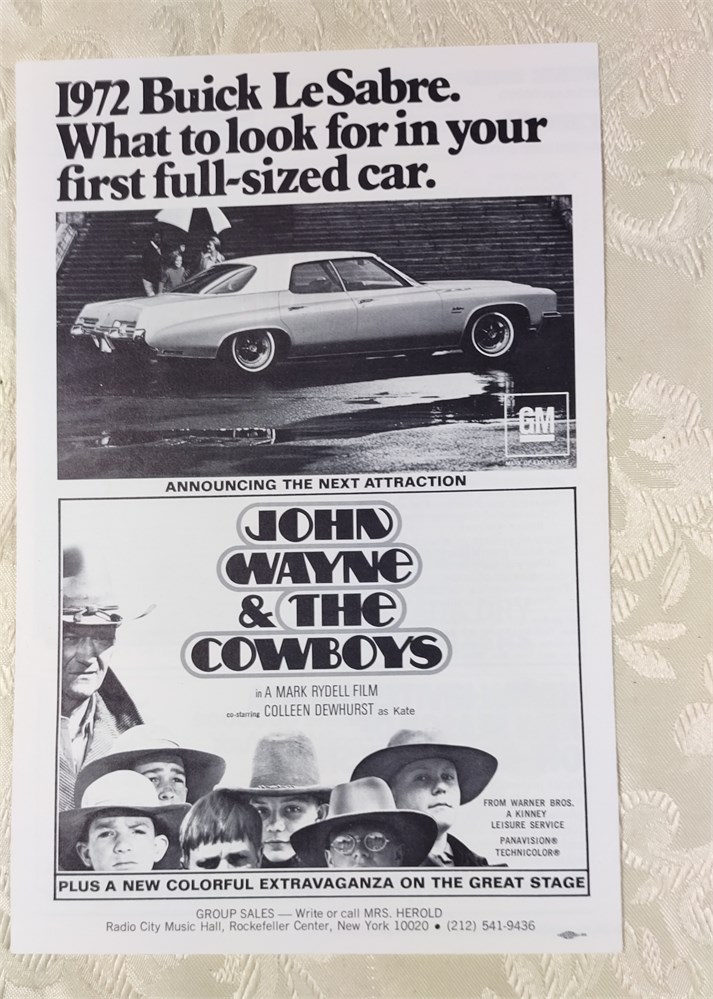 1972 Buick LeSabre.
What to look for in your
first full-sized car.
GM
ANNOUNCING THE NEXT ATTRACTION
JOHN
WAYNE
& THE
COWBOYS
in A MARK RYDELL FILM
co-starring COLLEEN DEWHURST as Kate
FROM WARNER BROS.
A KINNEY
LEISURE SERVICE
PANAVISION®
TECHNICOLOR®
PLUS A NEW COLORFUL EXTRAVAGANZA ON THE GREAT STAGE
GROUP SALES — Write or call MRS. HEROLD
Radio City Music Hall, Rockefeller Center, New York 10020 • (212) 541-9436